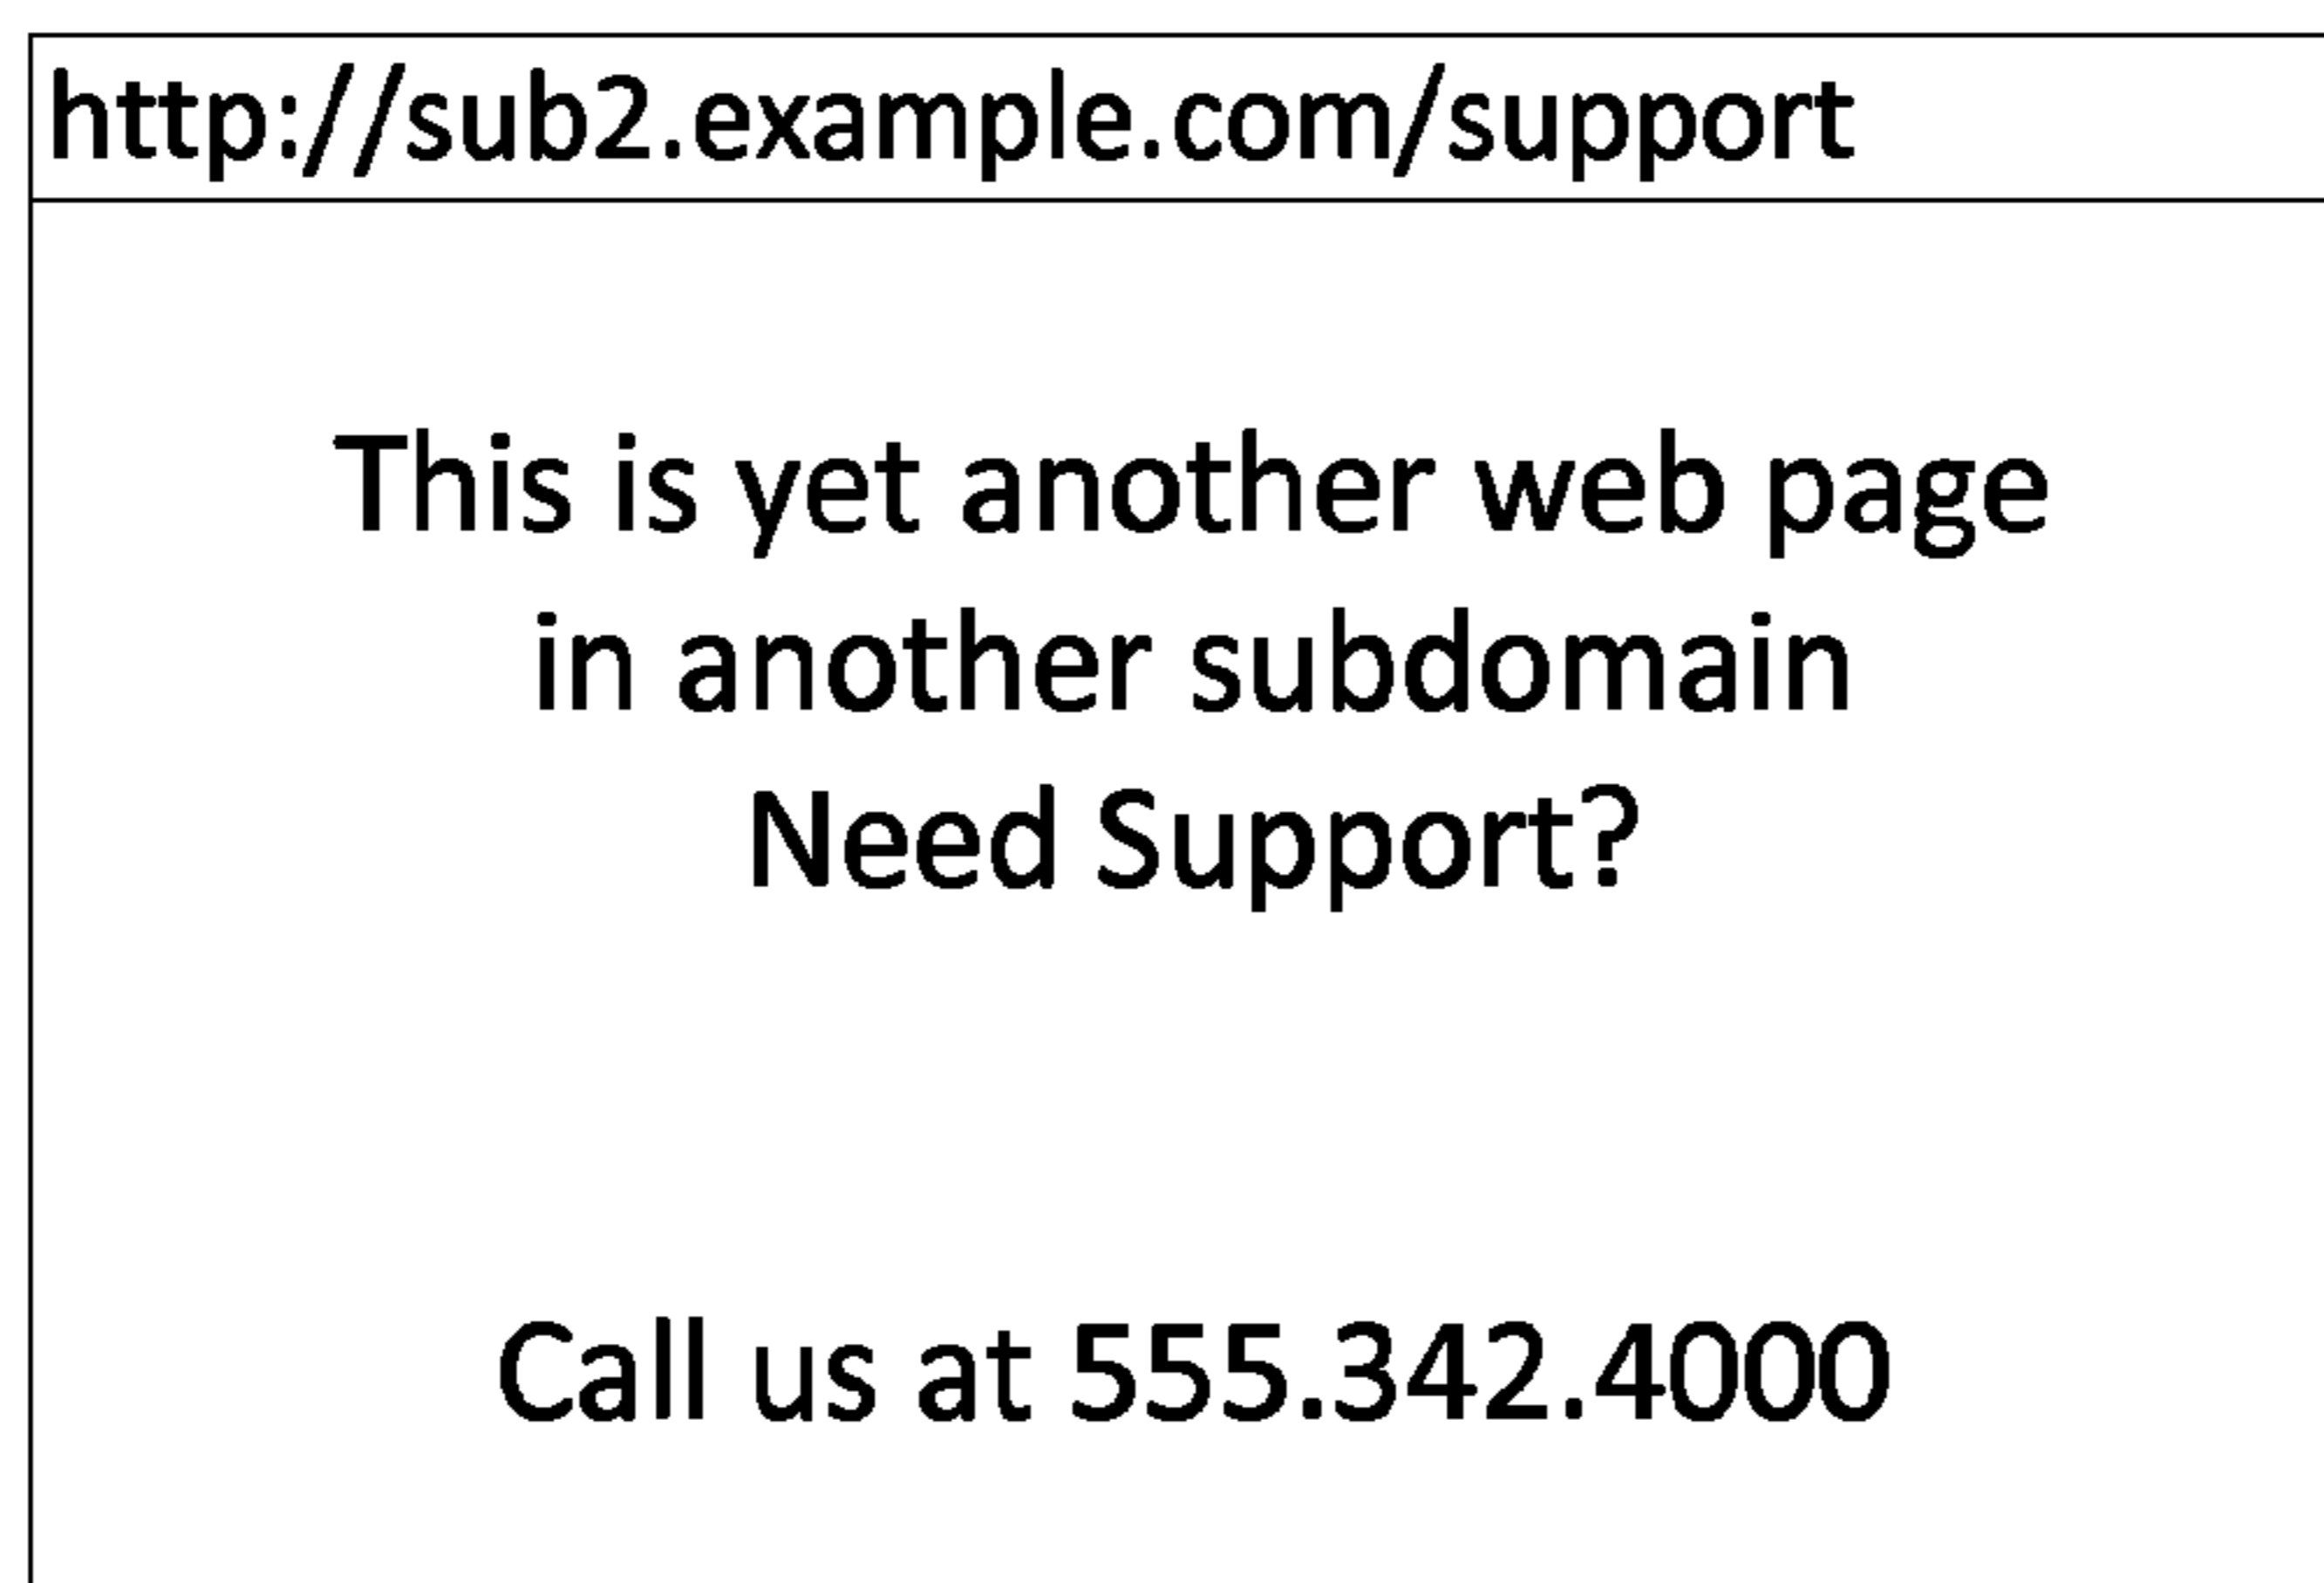 http://sub2.example.com/support
This is yet another web page
in another subdomain
Need Support?
Call us at 555.342.4000